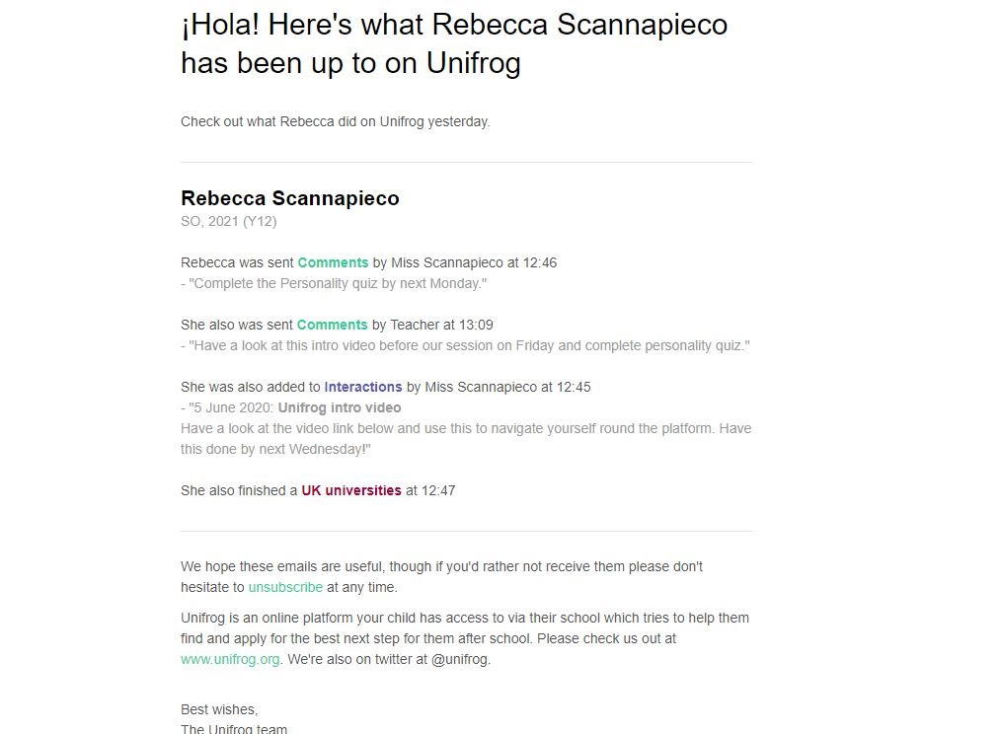 ¡Hola! Here's what Rebecca Scannapieco
has been up to on Unifrog
Check out what Rebecca did on Unifrog yesterday.
Rebecca Scannapieco
SO, 2021 (Y12)
Rebecca was sent Comments by Miss Scannapieco at 12:46
- "Complete the Personality quiz by next Monday."
She also was sent Comments by Teacher at 13:09
- "Have a look at this intro video before our session on Friday and complete personality quiz."
She was also added to Interactions by Miss Scannapieco at 12:45
- "5 June 2020: Unifrog intro video
Have a look at the video link below and use this to navigate yourself round the platform. Have
this done by next Wednesday!"
She also finished a UK universities at 12:47
We hope these emails are useful, though if you'd rather not receive them please don't
hesitate to unsubscribe at any time.
Unifrog is an online platform your child has access to via their school which tries to help them
find and apply for the best next step for them after school. Please check us out at
www.unifrog.org. We're also on twitter at @unifrog.
Best wishes,
The Unifrog team